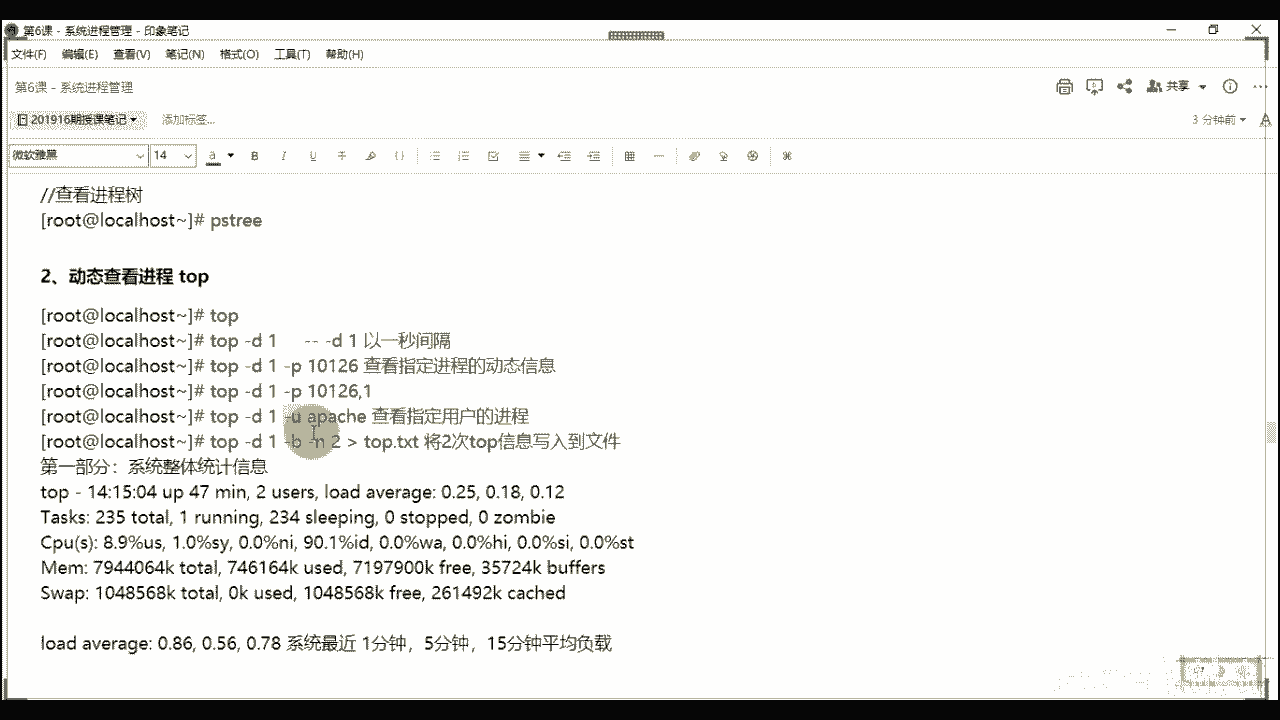 第6课 - 系统进程管理 - 印象笔记
文件(F) 编辑(E) 查看(V) 笔记(N) 格式(O) 工具(T) 帮助(H)
第6课 - 系统进程管理
共享
201916期授课笔记 添加标签...
3 分钟前
微软雅黑 14
//查看进程树
[root@localhost~]# pstree
2、动态查看进程 top
[root@localhost~]# top
[root@localhost~]# top -d 1 -- -d 1 以一秒间隔
[root@localhost~]# top -d 1 -p 10126 查看指定进程的动态信息
[root@localhost~]# top -d 1 -p 10126,1
[root@localhost~]# top -d 1 -u apache 查看指定用户的进程
[root@localhost~]# top -d 1 -b -n 2 > top.txt 将2次top信息写入到文件
第一部分：系统整体统计信息
top - 14:15:04 up 47 min, 2 users, load average: 0.25, 0.18, 0.12
Tasks: 235 total, 1 running, 234 sleeping, 0 stopped, 0 zombie
Cpu(s): 8.9%us, 1.0%sy, 0.0%ni, 90.1%id, 0.0%wa, 0.0%hi, 0.0%si, 0.0%st
Mem: 7944064k total, 746164k used, 7197900k free, 35724k buffers
Swap: 1048568k total, 0k used, 1048568k free, 261492k cached
load average: 0.86, 0.56, 0.78 系统最近 1分钟，5分钟，15分钟平均负载